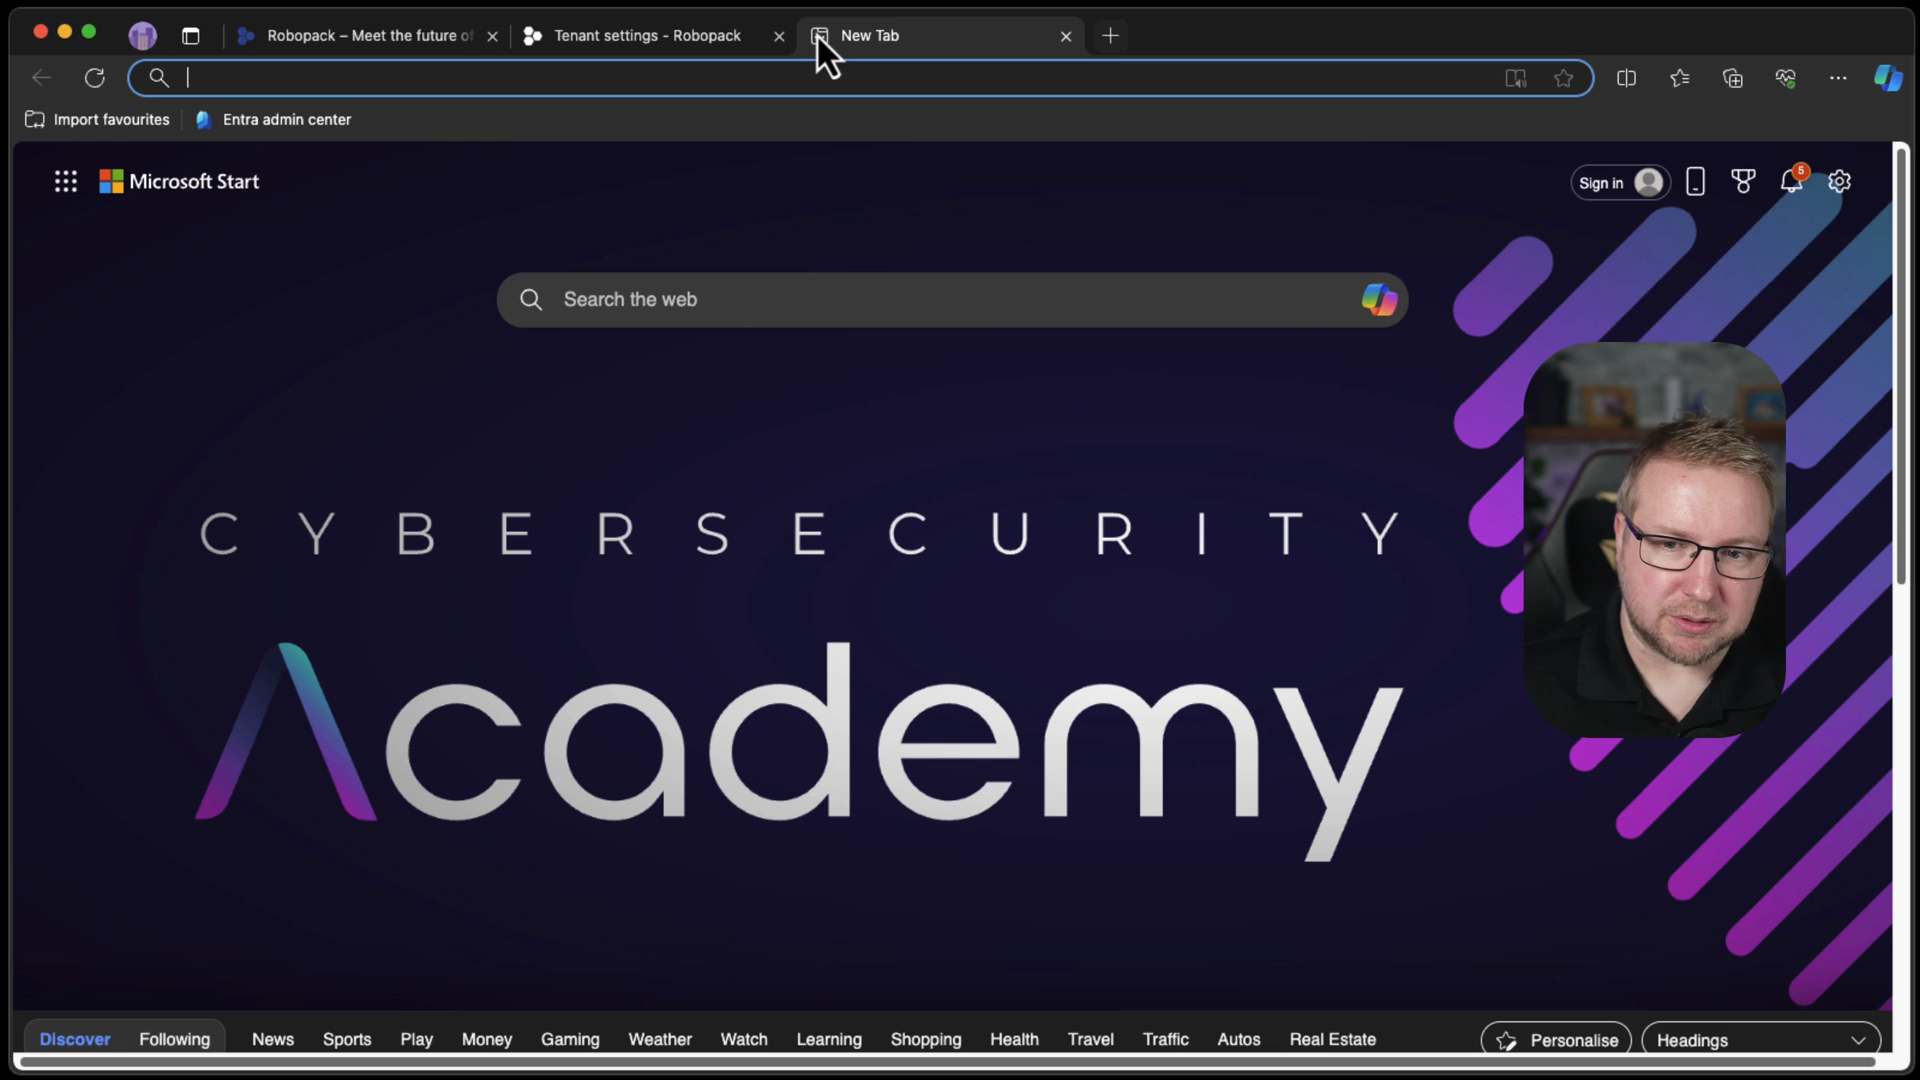 Robopack – Meet the future of
Tenant settings - Robopack
New Tab
Import favourites
Entra admin center
Microsoft Start
Sign in
5
Search the web
CYBERSECURITY
Academy
Discover Following News Sports Play Money Gaming Weather Watch Learning Shopping Health Travel Traffic Autos Real Estate Personalise Headings